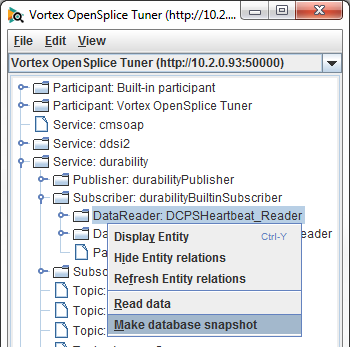 Vortex OpenSplice Tuner (http://10.2....
File Edit View
Vortex OpenSplice Tuner (http://10.2.0.93:50000)
Participant: Built-in participant
Participant: Vortex OpenSplice Tuner
Service: cmsoap
Service: ddsi2
Service: durability
Publisher: durabilityPublisher
Subscriber: durabilityBuiltinSubscriber
DataReader: DCPSHeartbeat_Reader
Display Entity Ctrl-Y
Hide Entity relations
Refresh Entity relations
Read data
Make database snapshot
Da
eader
Pa
Subsc
Topic:
Topic:
Topic:
Topic: